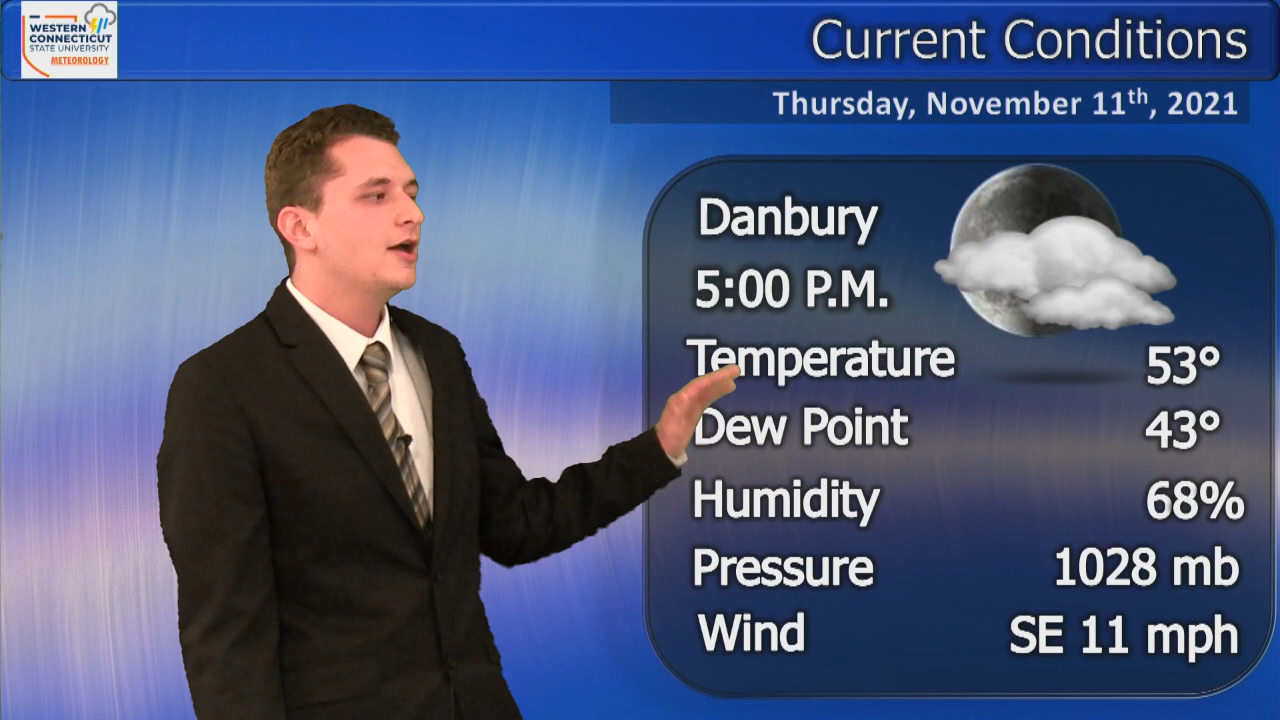 WESTERN
CONNECTICUT
STATE UNIVERSITY
METEOROLOGY
Current Conditions
Thursday, November 11th, 2021
Danbury
5:00 P.M.
Temperature 53°
Dew Point 43°
Humidity 68%
Pressure 1028 mb
Wind SE 11 mph